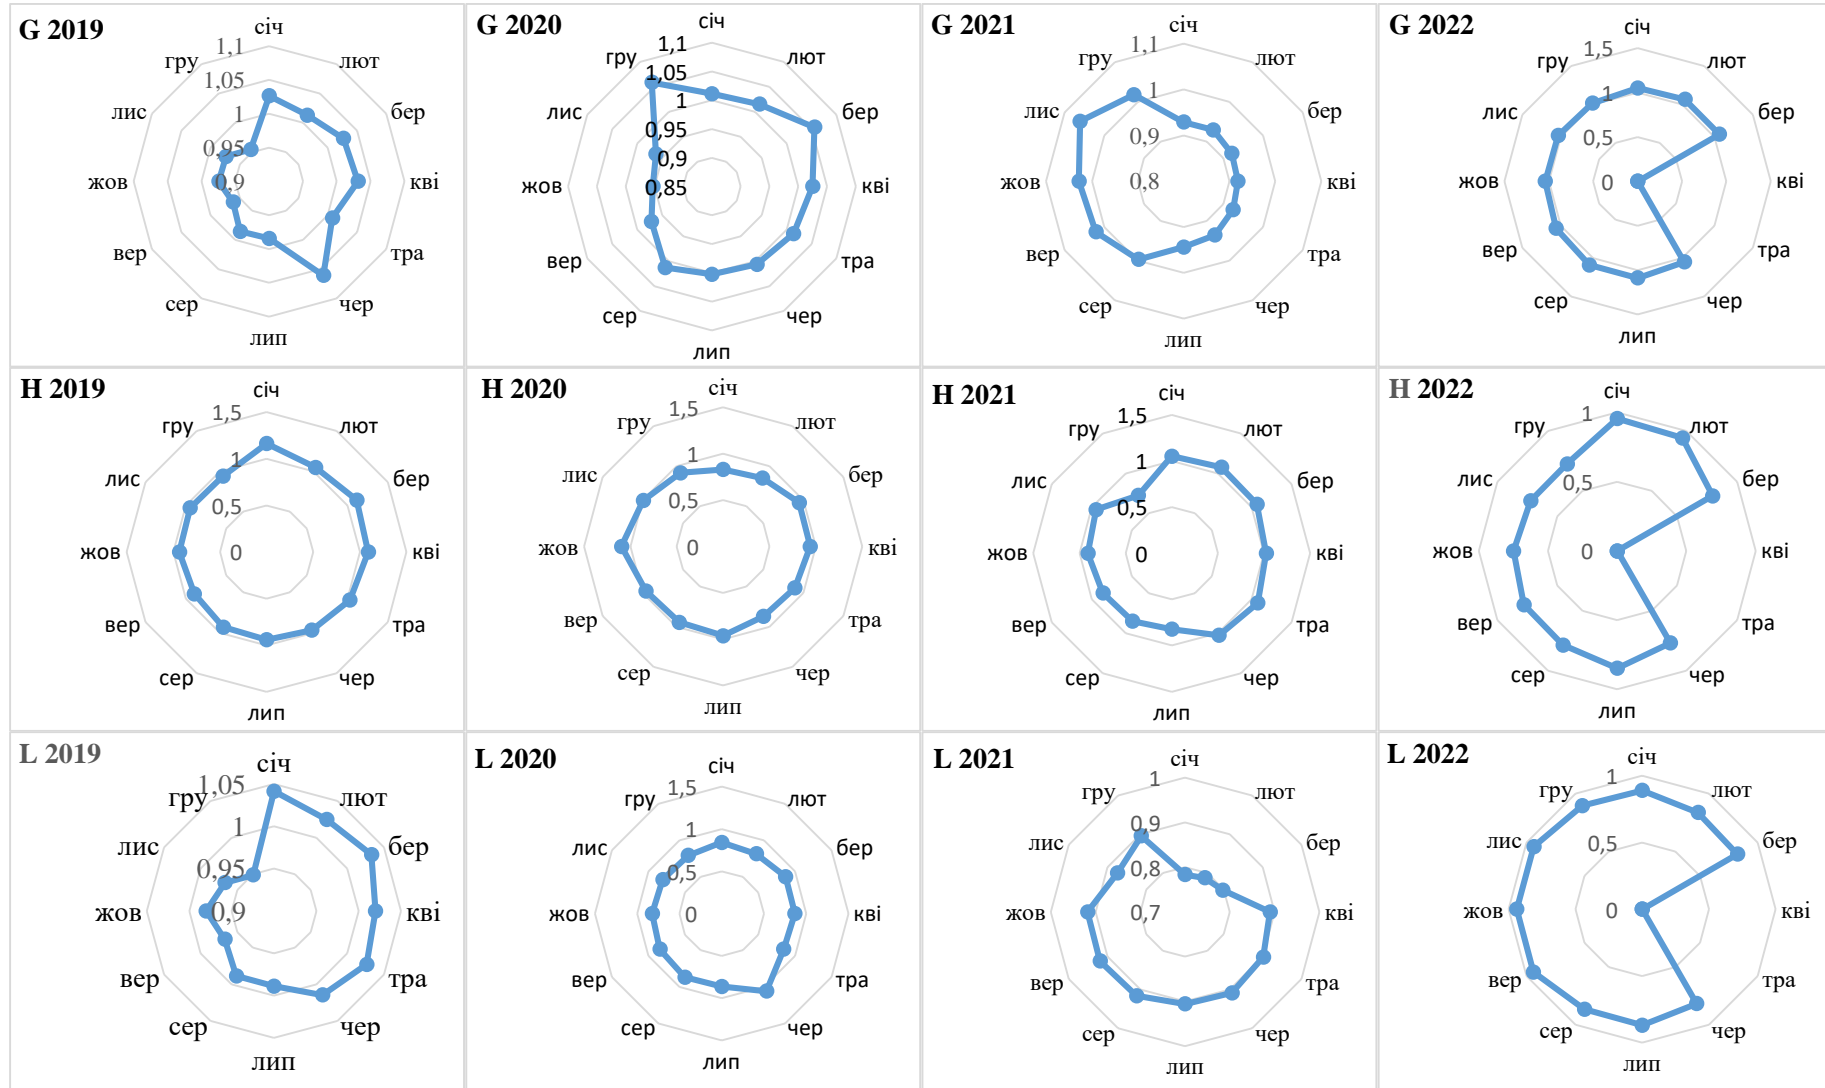 G 2019
січ
лют
бер
кві
тра
чер
лип
сер
вер
жов
лис
гру
1,1
1,05
1
0,95
0,9
G 2020
січ
лют
бер
кві
тра
чер
лип
сер
вер
жов
лис
гру
1,1
1,05
1
0,95
0,9
0,85
G 2021
січ
лют
бер
кві
тра
чер
лип
сер
вер
жов
лис
гру
1,1
1
0,9
0,8
G 2022
січ
лют
бер
кві
тра
чер
лип
сер
вер
жов
лис
гру
1,5
1
0,5
0
H 2019
січ
лют
бер
кві
тра
чер
лип
сер
вер
жов
лис
гру
1,5
1
0,5
0
H 2020
січ
лют
бер
кві
тра
чер
лип
сер
вер
жов
лис
гру
1,5
1
0,5
0
H 2021
січ
лют
бер
кві
тра
чер
лип
сер
вер
жов
лис
гру
1,5
1
0,5
0
H 2022
січ
лют
бер
кві
тра
чер
лип
сер
вер
жов
лис
гру
1
0,5
0
L 2019
січ
лют
бер
кві
тра
чер
лип
сер
вер
жов
лис
гру
1,05
1
0,95
0,9
L 2020
січ
лют
бер
кві
тра
чер
лип
сер
вер
жов
лис
гру
1,5
1
0,5
0
L 2021
січ
лют
бер
кві
тра
чер
лип
сер
вер
жов
лис
гру
1
0,9
0,8
0,7
L 2022
січ
лют
бер
кві
тра
чер
лип
сер
вер
жов
лис
гру
1
0,5
0